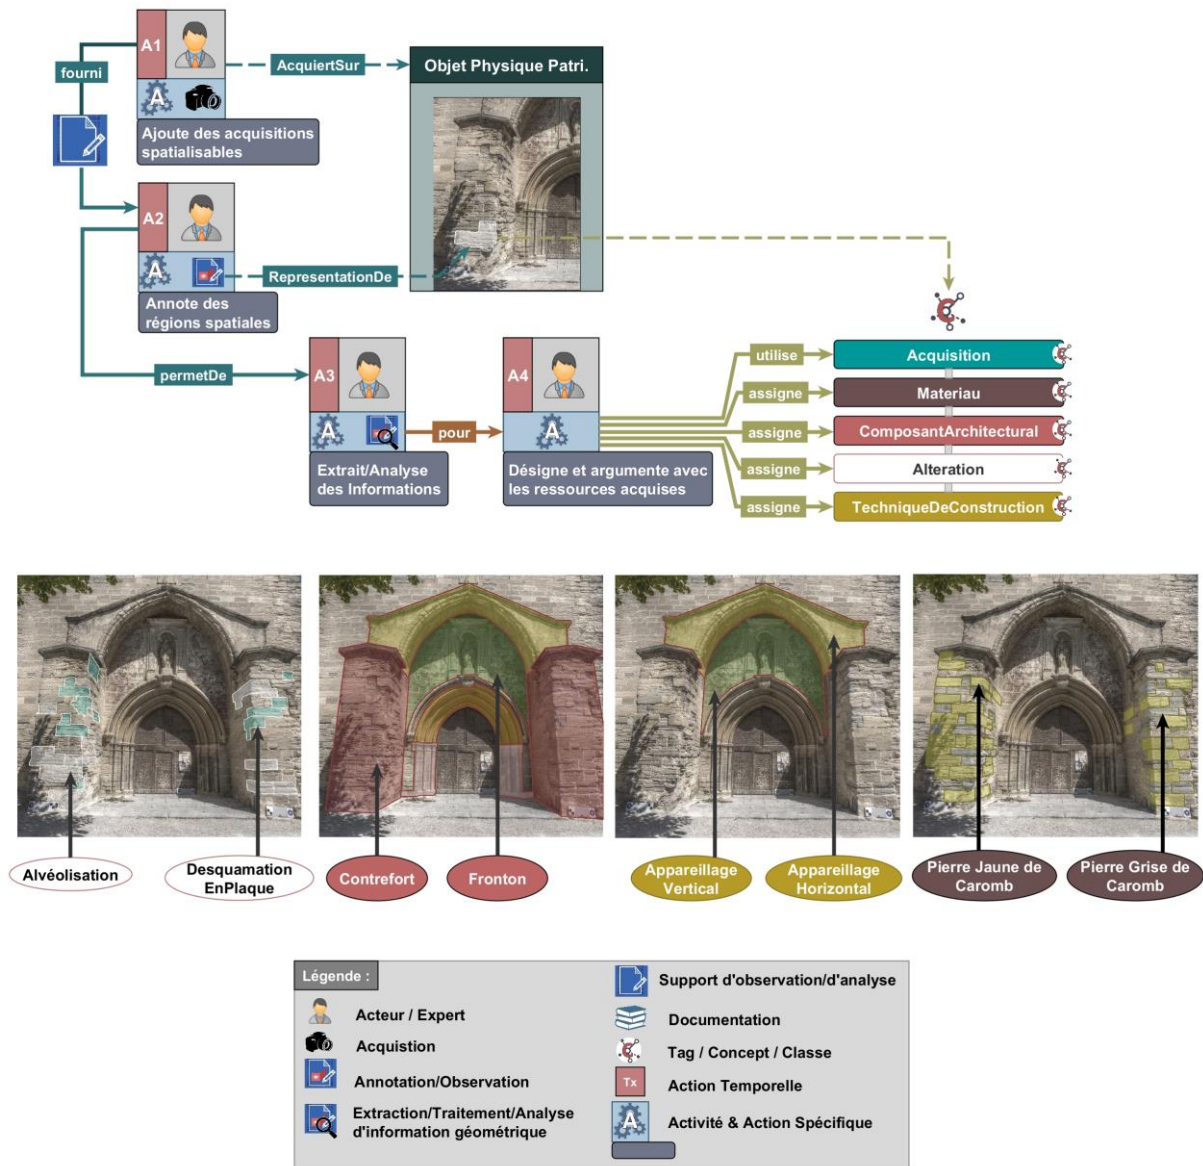 A1
fourni
AcquiertSur
Objet Physique Patri.
A
Ajoute des acquisitions
spatialisables
A2
A
RepresentationDe
Annote des
régions spatiales
permetDe
A3
A
Extrait/Analyse
des Informations
pour
A4
A
Désigne et argumente avec
les ressources acquises
utilise
Acquisition
assigne
Materiau
assigne
ComposantArchitectural
assigne
Alteration
assigne
TechniqueDeConstruction
Alvéolisation
Desquamation
EnPlaque
Contrefort
Fronton
Appareillage
Vertical
Appareillage
Horizontal
Pierre Jaune de
Caromb
Pierre Grise de
Caromb
Légende :
Acteur / Expert
Acquistion
Annotation/Observation
Extraction/Traitement/Analyse
d'information géométrique
Support d'observation/d'analyse
Documentation
Tag / Concept / Classe
Tx
Action Temporelle
A
Activité & Action Spécifique